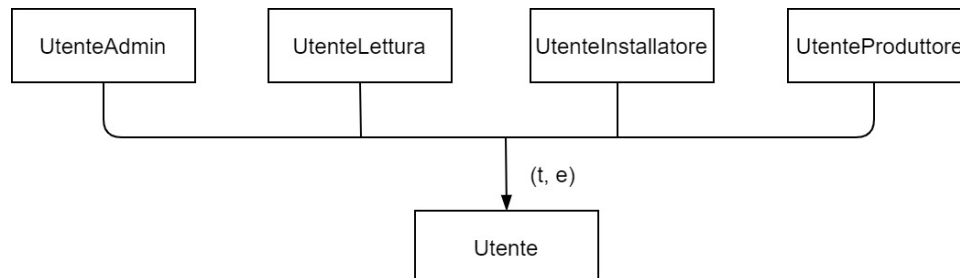 UtenteAdmin
UtenteLettura
UtenteInstallatore
UtenteProduttore
(t, e)
Utente